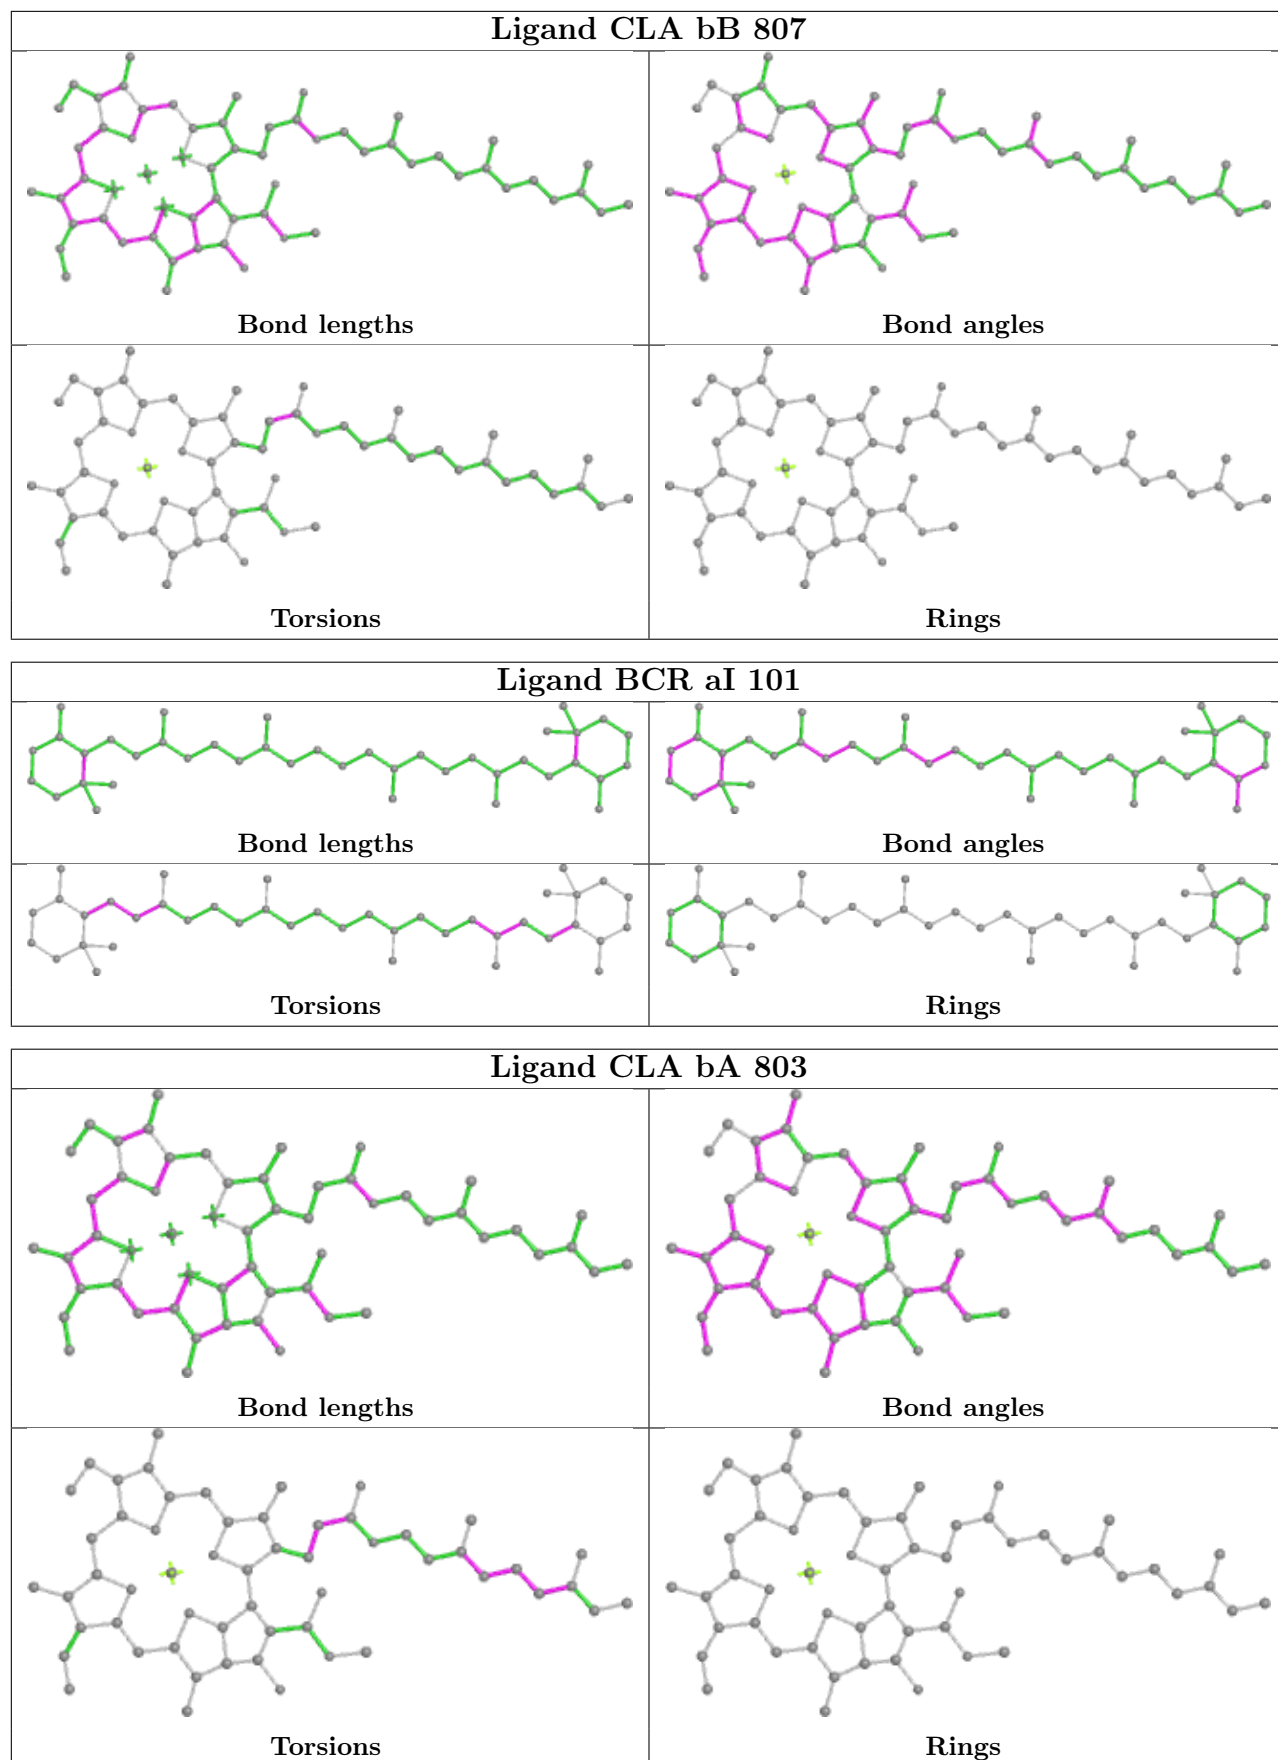 Ligand CLA bB 807
Bond lengths
Bond angles
Torsions
Rings
Ligand BCR aI 101
Bond lengths
Bond angles
Torsions
Rings
Ligand CLA bA 803
Bond lengths
Bond angles
Torsions
Rings